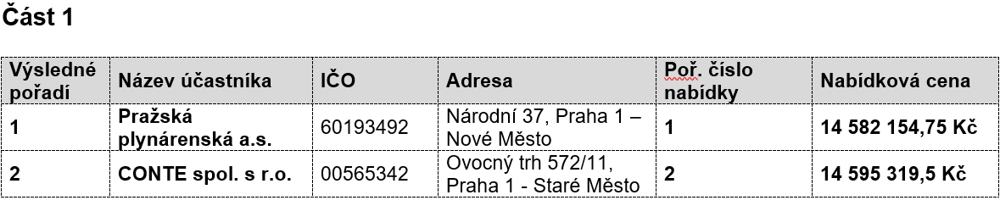 Část 1
Výsledné pořadí Název účastníka IČO Adresa Poř. číslo nabídky Nabídková cena
1 Pražská plynárenská a.s. 60193492 Národní 37, Praha 1 – Nové Město 1 14 582 154,75 Kč
2 CONTE spol. s r.o. 00565342 Ovocný trh 572/11, Praha 1 - Staré Město 2 14 595 319,5 Kč